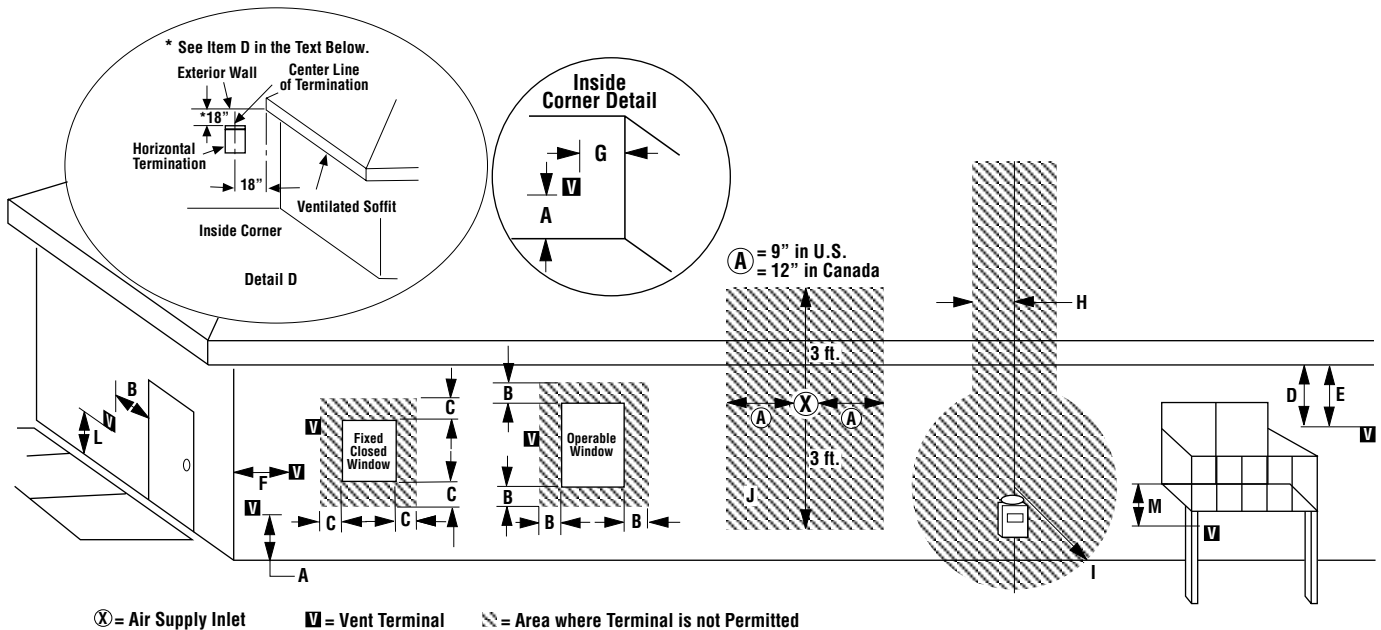 * See Item D in the Text Below.
Exterior Wall
Center Line
of Termination
*18”
Horizontal
Termination
18”
Ventilated Soffit
Inside Corner
Detail D
Inside
Corner Detail
G
V
A
Ⓐ = 9” in U.S.
= 12” in Canada
H
3 ft.
Ⓐ
X
Ⓐ
3 ft.
J
I
D
E
V
M
V
B
V
L
F
V
V
A
V
Fixed
Closed
Window
C
C
C
C
B
V
Operable
Window
B
B
B
Ⓧ = Air Supply Inlet
V = Vent Terminal
= Area where Terminal is not Permitted